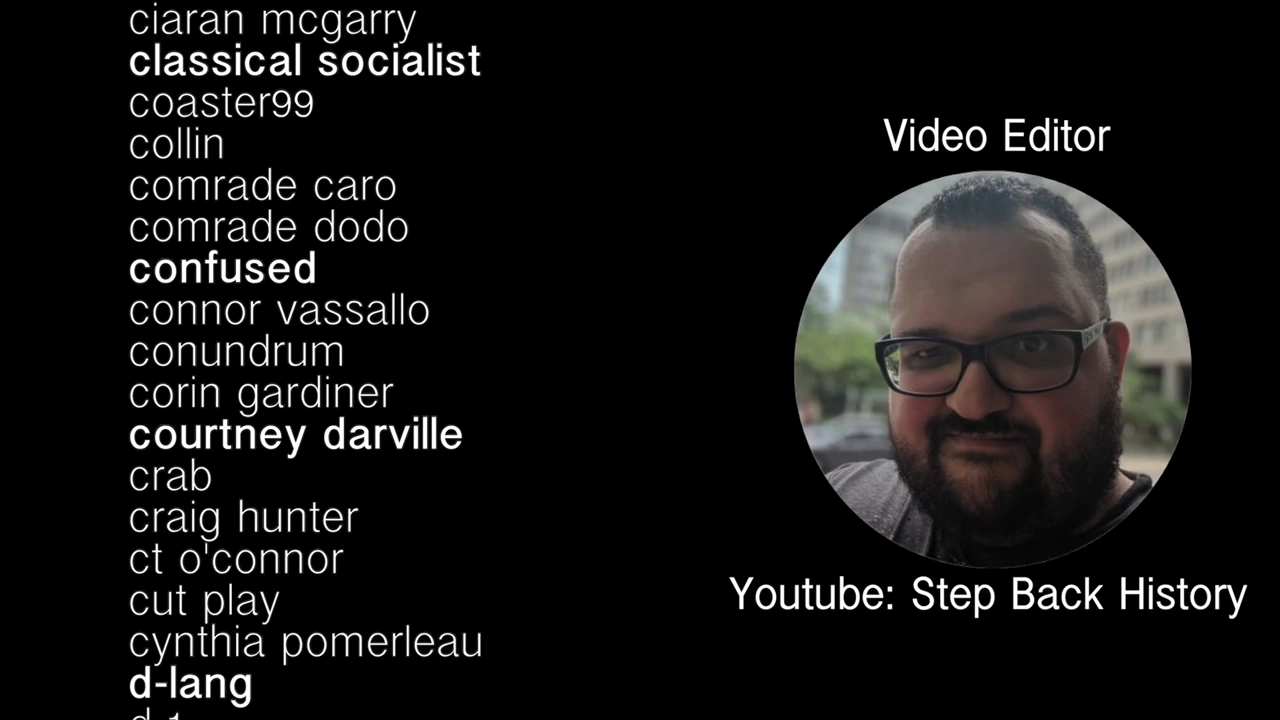 ciaran mcgarry
classical socialist
coaster99
collin
comrade caro
comrade dodo
confused
connor vassallo
conundrum
corin gardiner
courtney darville
crab
craig hunter
ct o'connor
cut play
cynthia pomerleau
d-lang
Video Editor
Youtube: Step Back History